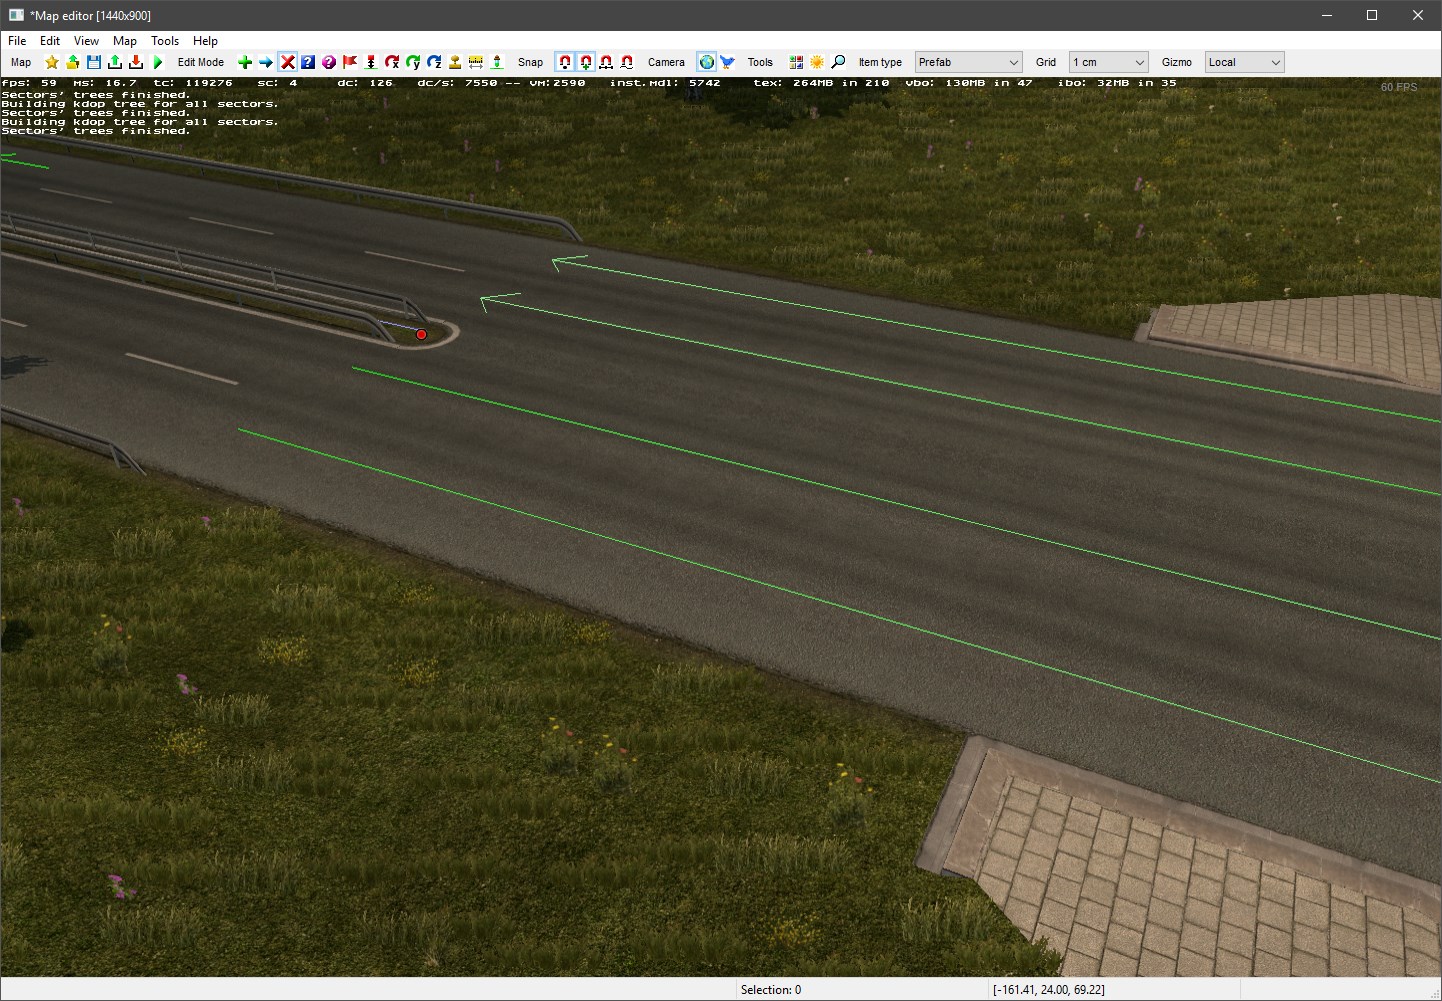 *Map editor [1440x900]
File Edit View Map Tools Help
Map Edit Mode Snap Camera Tools Item type Prefab Grid 1 cm Gizmo Local
fps: 59 ms: 16.7 tc: 119276 sc: 4 dc: 126 dc/s: 7550 -- VM:2590 inst.mdl: 5742 tex: 264MB in 210 vbo: 130MB in 47 ibo: 32MB in 35
60 FPS
Sectors' trees finished.
Building kdop tree for all sectors.
Sectors' trees finished.
Building kdop tree for all sectors.
Sectors' trees finished.
Selection: 0 [-161.41, 24.00, 69.22]